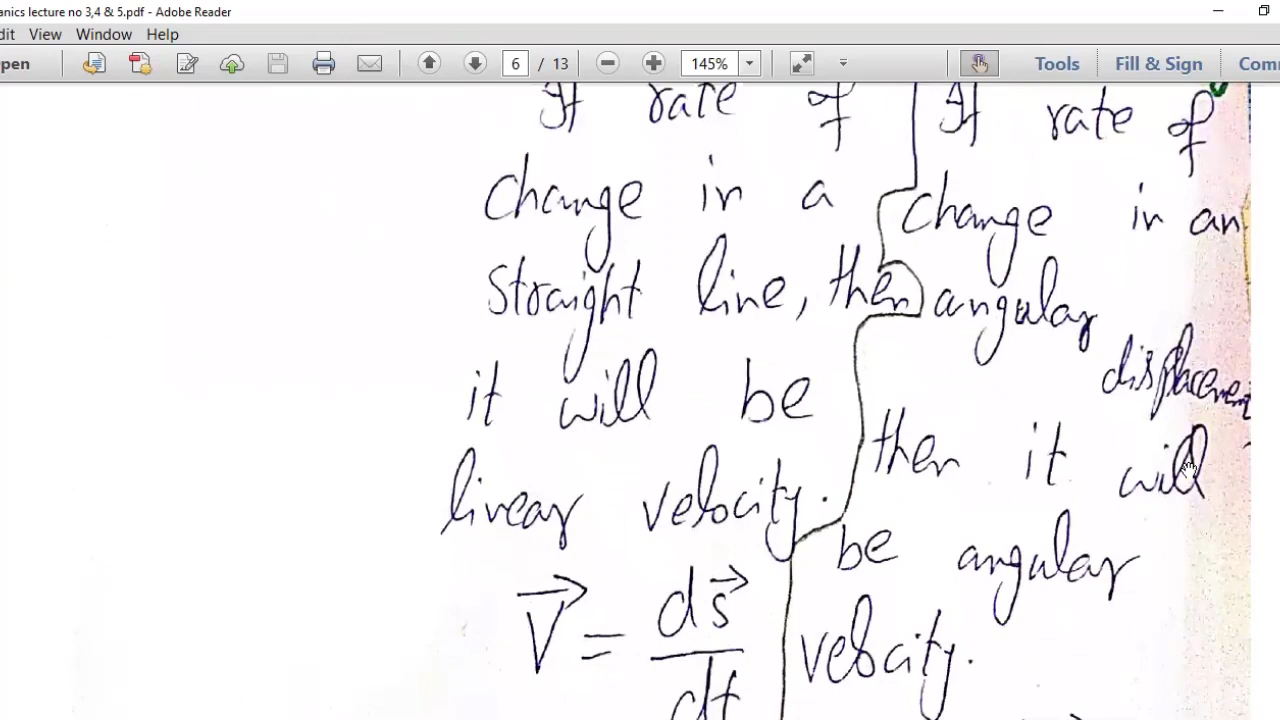 anics lecture no 3,4 & 5.pdf - Adobe Reader
dit View Window Help
pen 6 / 13 145% Tools Fill & Sign Com
If rate of
change in a
straight line, then
it will be
linear velocity.
V = ds
dt
If rate of
change in an
angular
displacement
then it will
be angular
velocity.